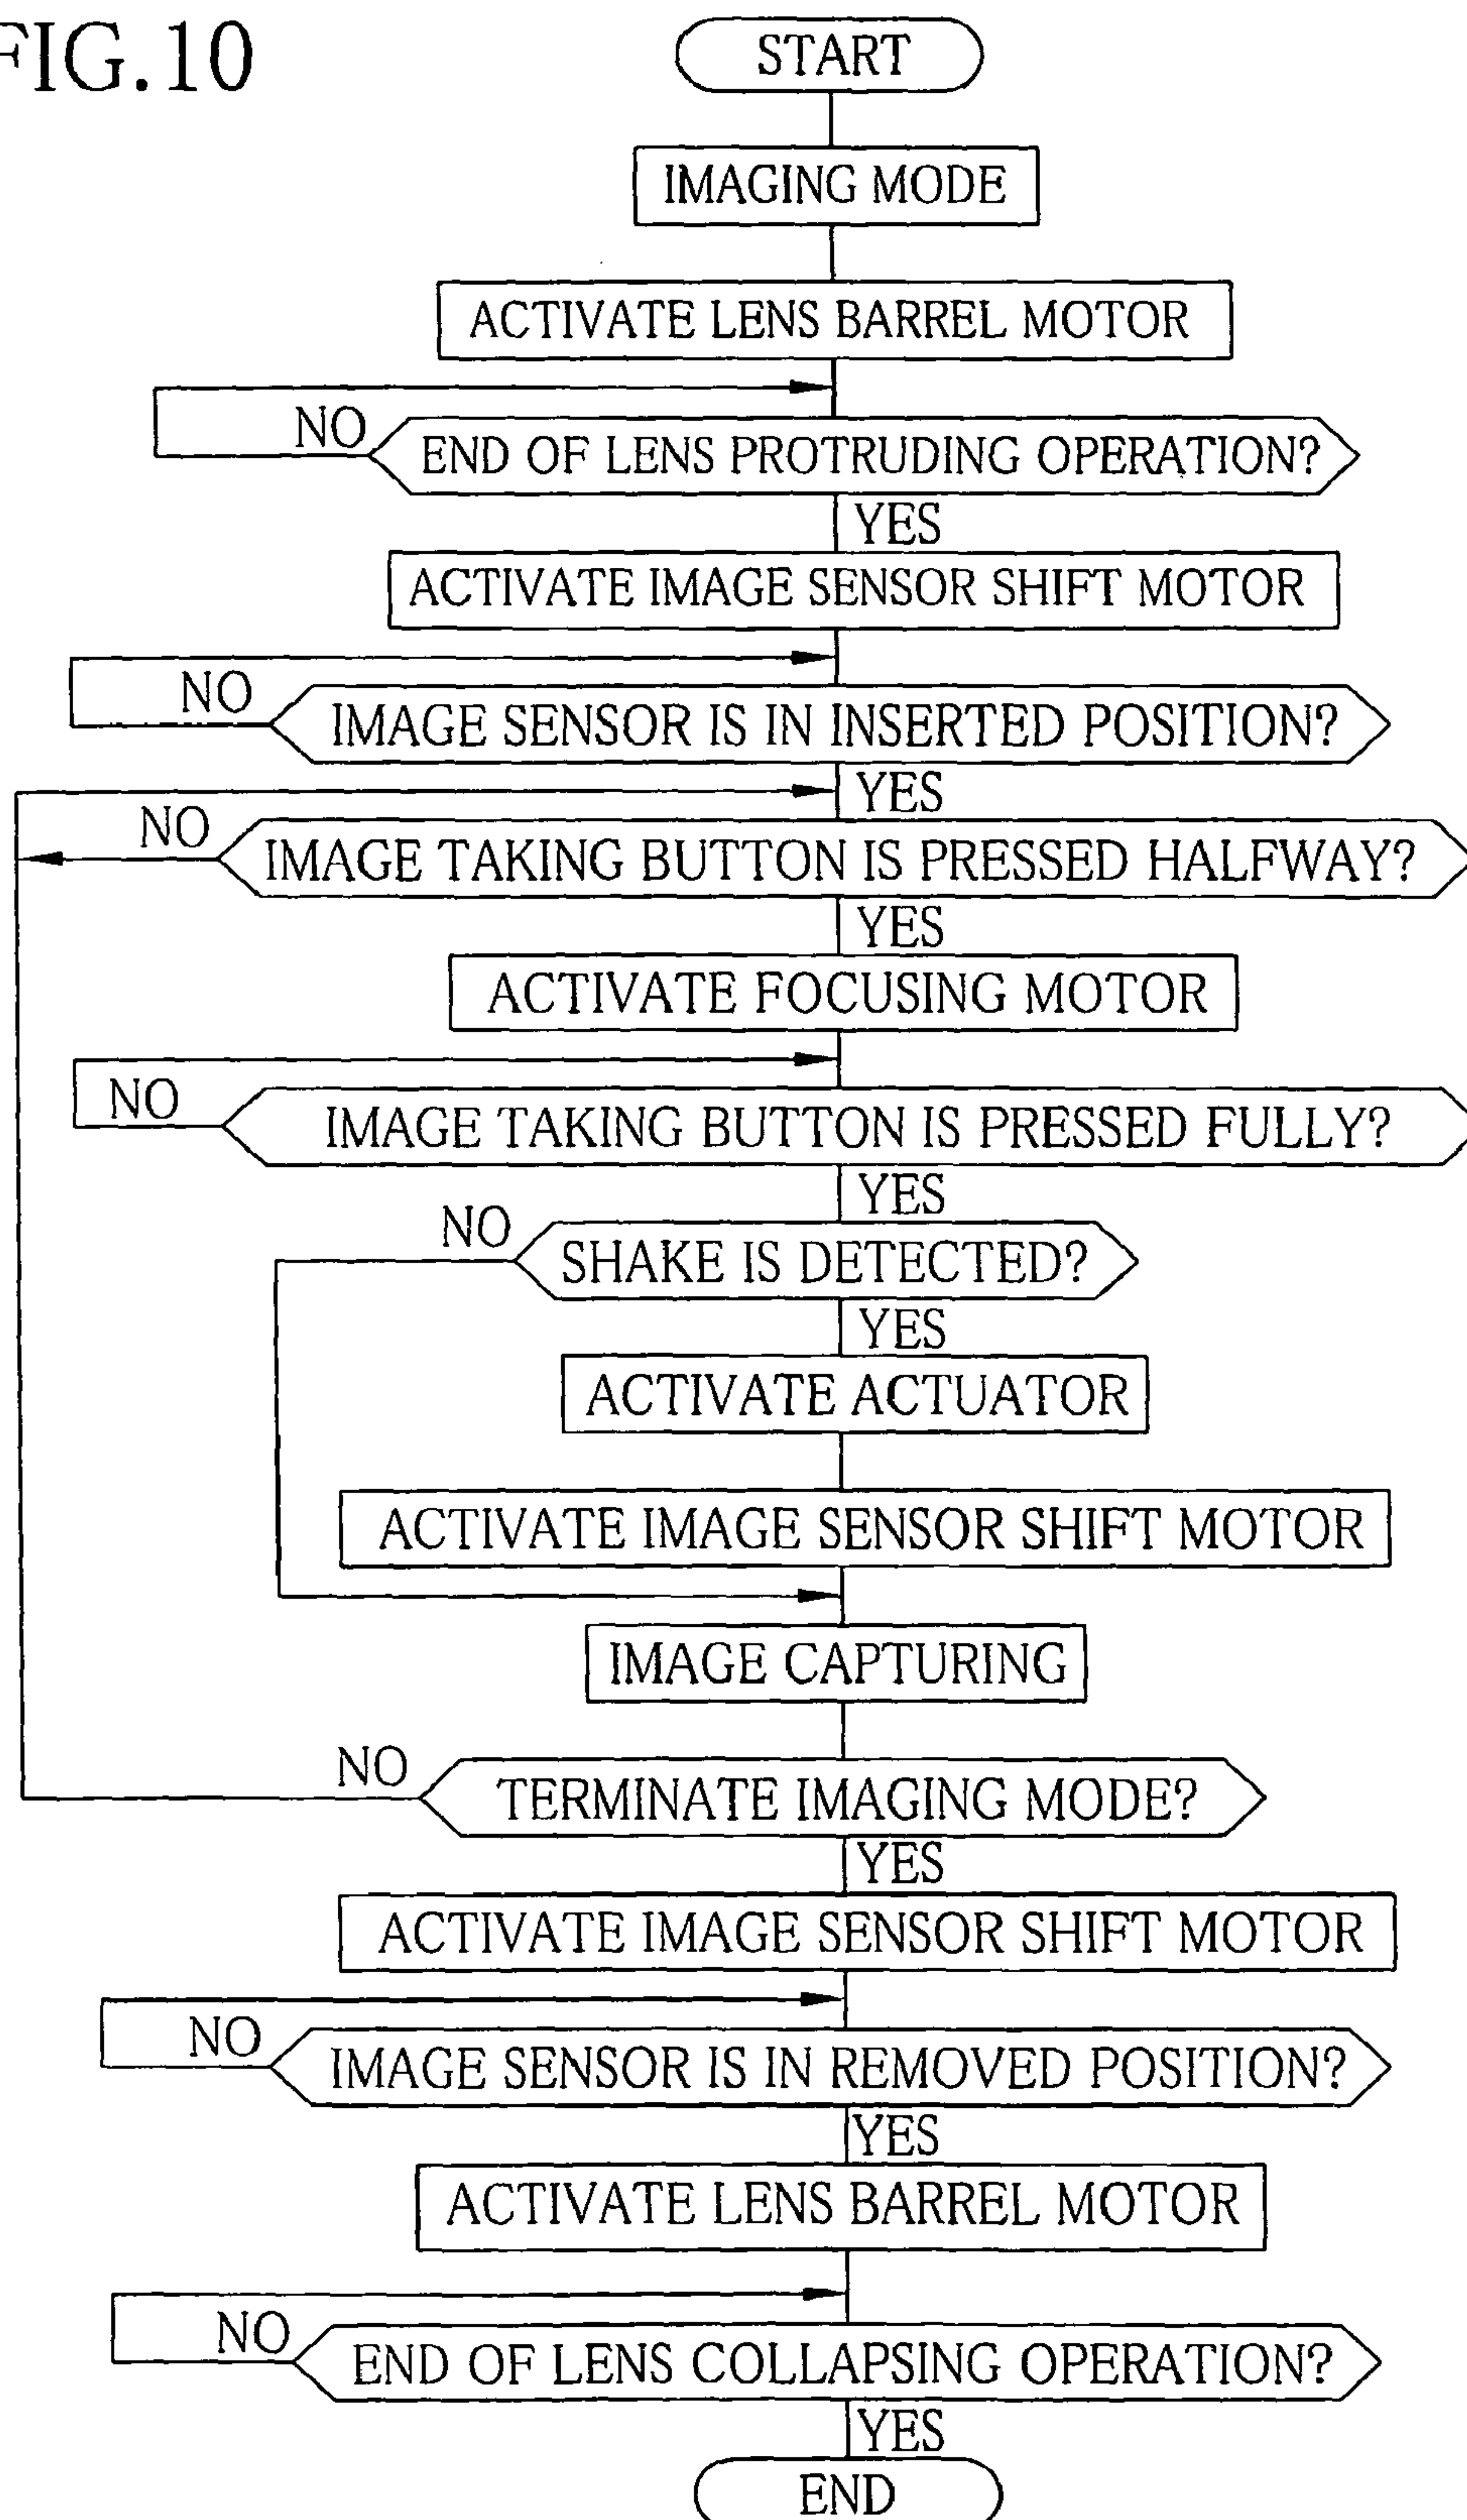 FIG.10
START
IMAGING MODE
ACTIVATE LENS BARREL MOTOR
NO
END OF LENS PROTRUDING OPERATION?
YES
ACTIVATE IMAGE SENSOR SHIFT MOTOR
NO
IMAGE SENSOR IS IN INSERTED POSITION?
YES
NO
IMAGE TAKING BUTTON IS PRESSED HALFWAY?
YES
ACTIVATE FOCUSING MOTOR
NO
IMAGE TAKING BUTTON IS PRESSED FULLY?
YES
NO
SHAKE IS DETECTED?
YES
ACTIVATE ACTUATOR
ACTIVATE IMAGE SENSOR SHIFT MOTOR
IMAGE CAPTURING
NO
TERMINATE IMAGING MODE?
YES
ACTIVATE IMAGE SENSOR SHIFT MOTOR
NO
IMAGE SENSOR IS IN REMOVED POSITION?
YES
ACTIVATE LENS BARREL MOTOR
NO
END OF LENS COLLAPSING OPERATION?
YES
END